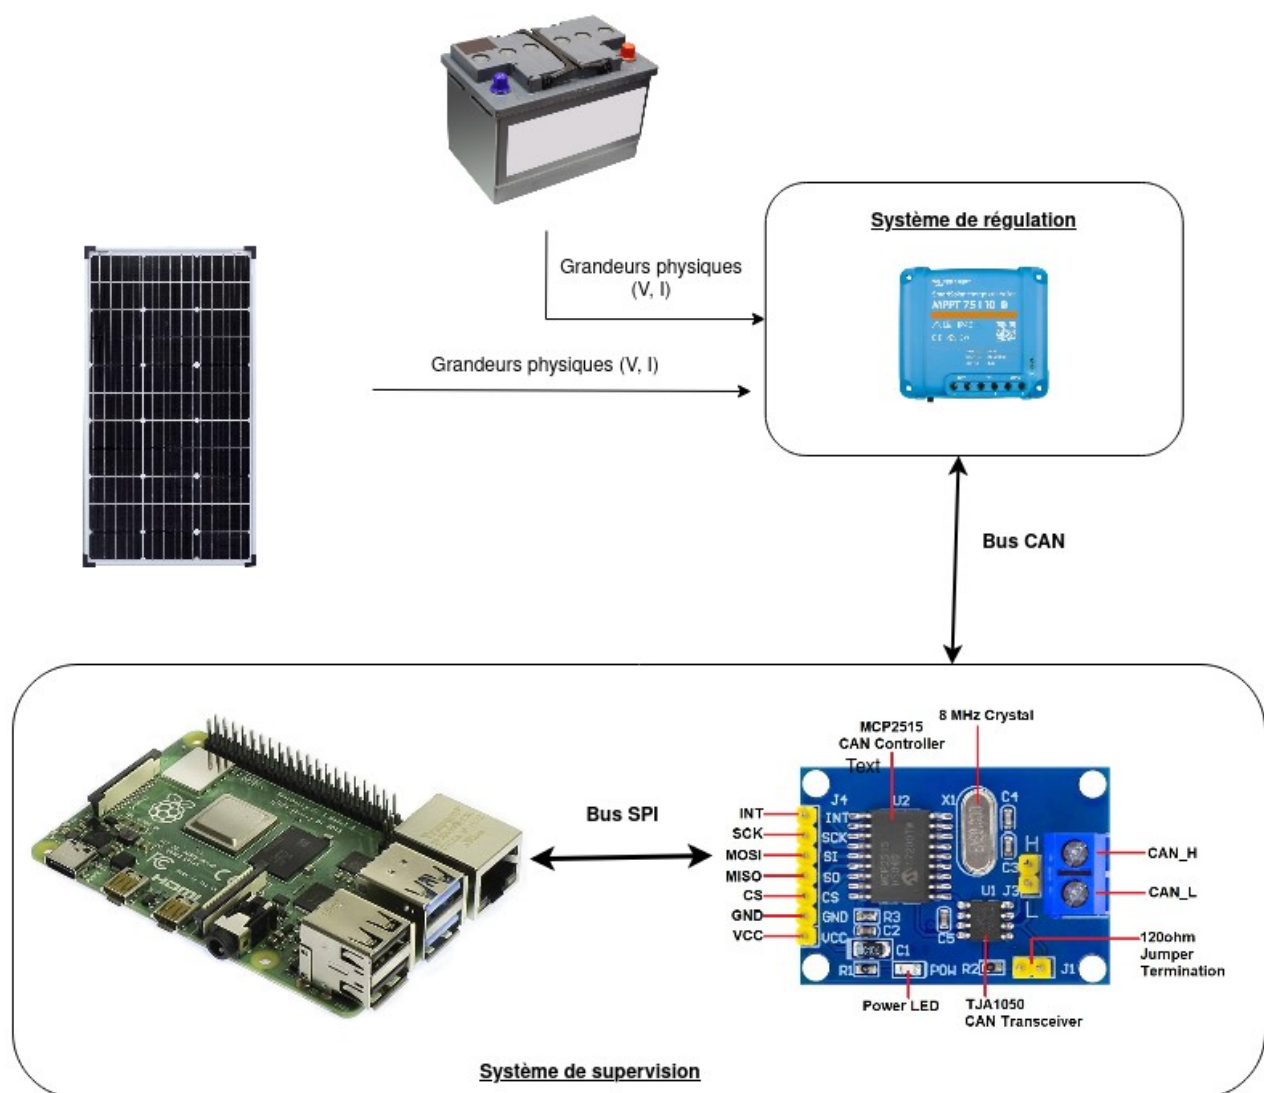 Système de régulation
Grandeurs physiques
(V, I)
MPPT 75 | 10
Grandeurs physiques (V, I)
Bus CAN
8 MHz Crystal
MCP2515
CAN Controller
Text
Bus SPI
INT
SCK
MOSI
MISO
CS
GND
VCC
J4
INT
SCK
SI
SO
CS
GND
VCC
U2
X1
C4
C3
H
J3
L
U1
MCP2515
R3
C2
C1
C5
R1
POW
R2
J1
CAN_H
CAN_L
120ohm
Jumper
Termination
Power LED
TJA1050
CAN Transceiver
HDMI
FC
Système de supervision